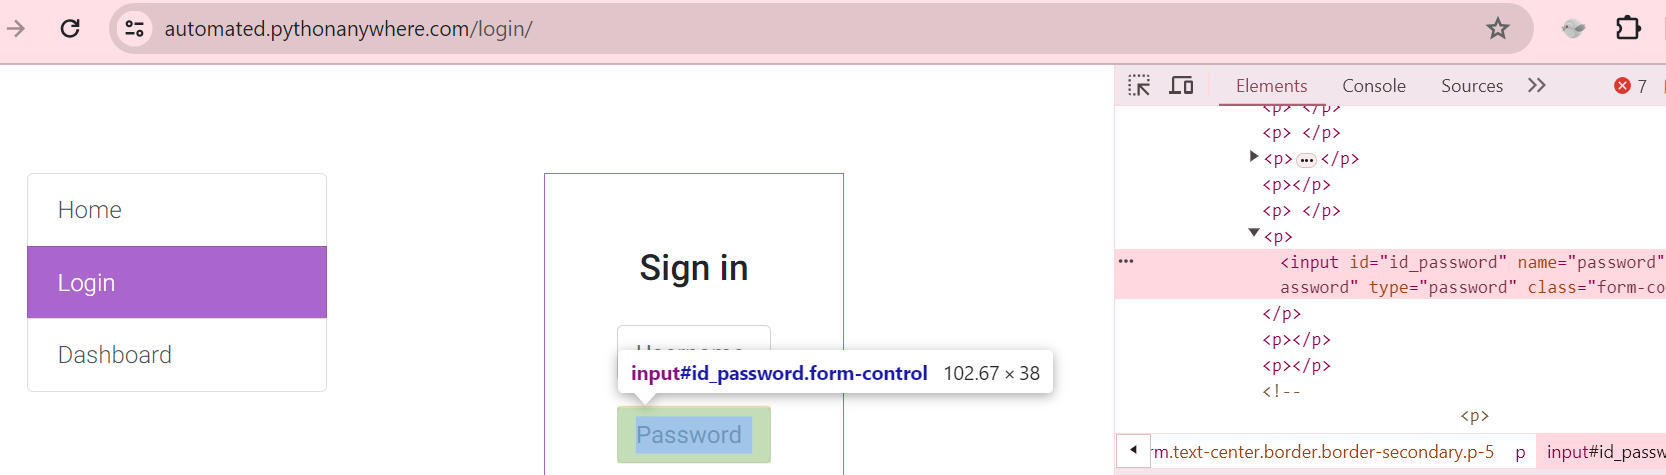 automated.pythonanywhere.com/login/
Elements Console Sources 7
Home
Login
Dashboard
Sign in
input#id_password.form-control 102.67 × 38
Password
<p> </p>
<p> </p>
<p>•••</p>
<p></p>
<p> </p>
<p>
<input id="id_password" name="password"
assword" type="password" class="form-co
</p>
<p></p>
<p></p>
<!--
<p>
rm.text-center.border.border-secondary.p-5 p input#id_passw